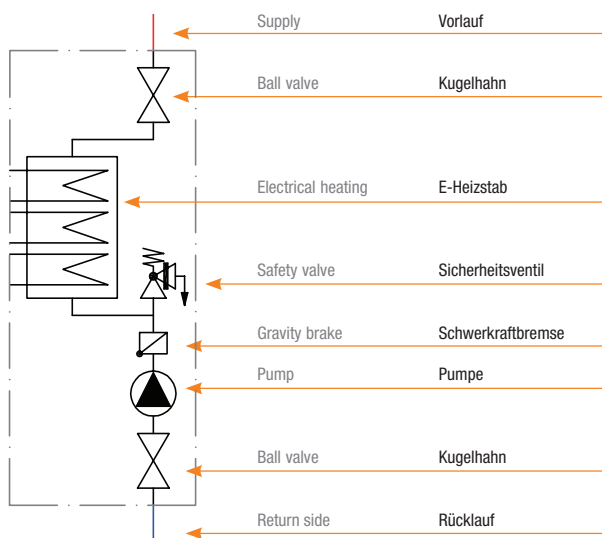 Supply Vorlauf
Ball valve Kugelhahn
Electrical heating E-Heizstab
Safety valve Sicherheitsventil
Gravity brake Schwerkraftbremse
Pump Pumpe
Ball valve Kugelhahn
Return side Rücklauf